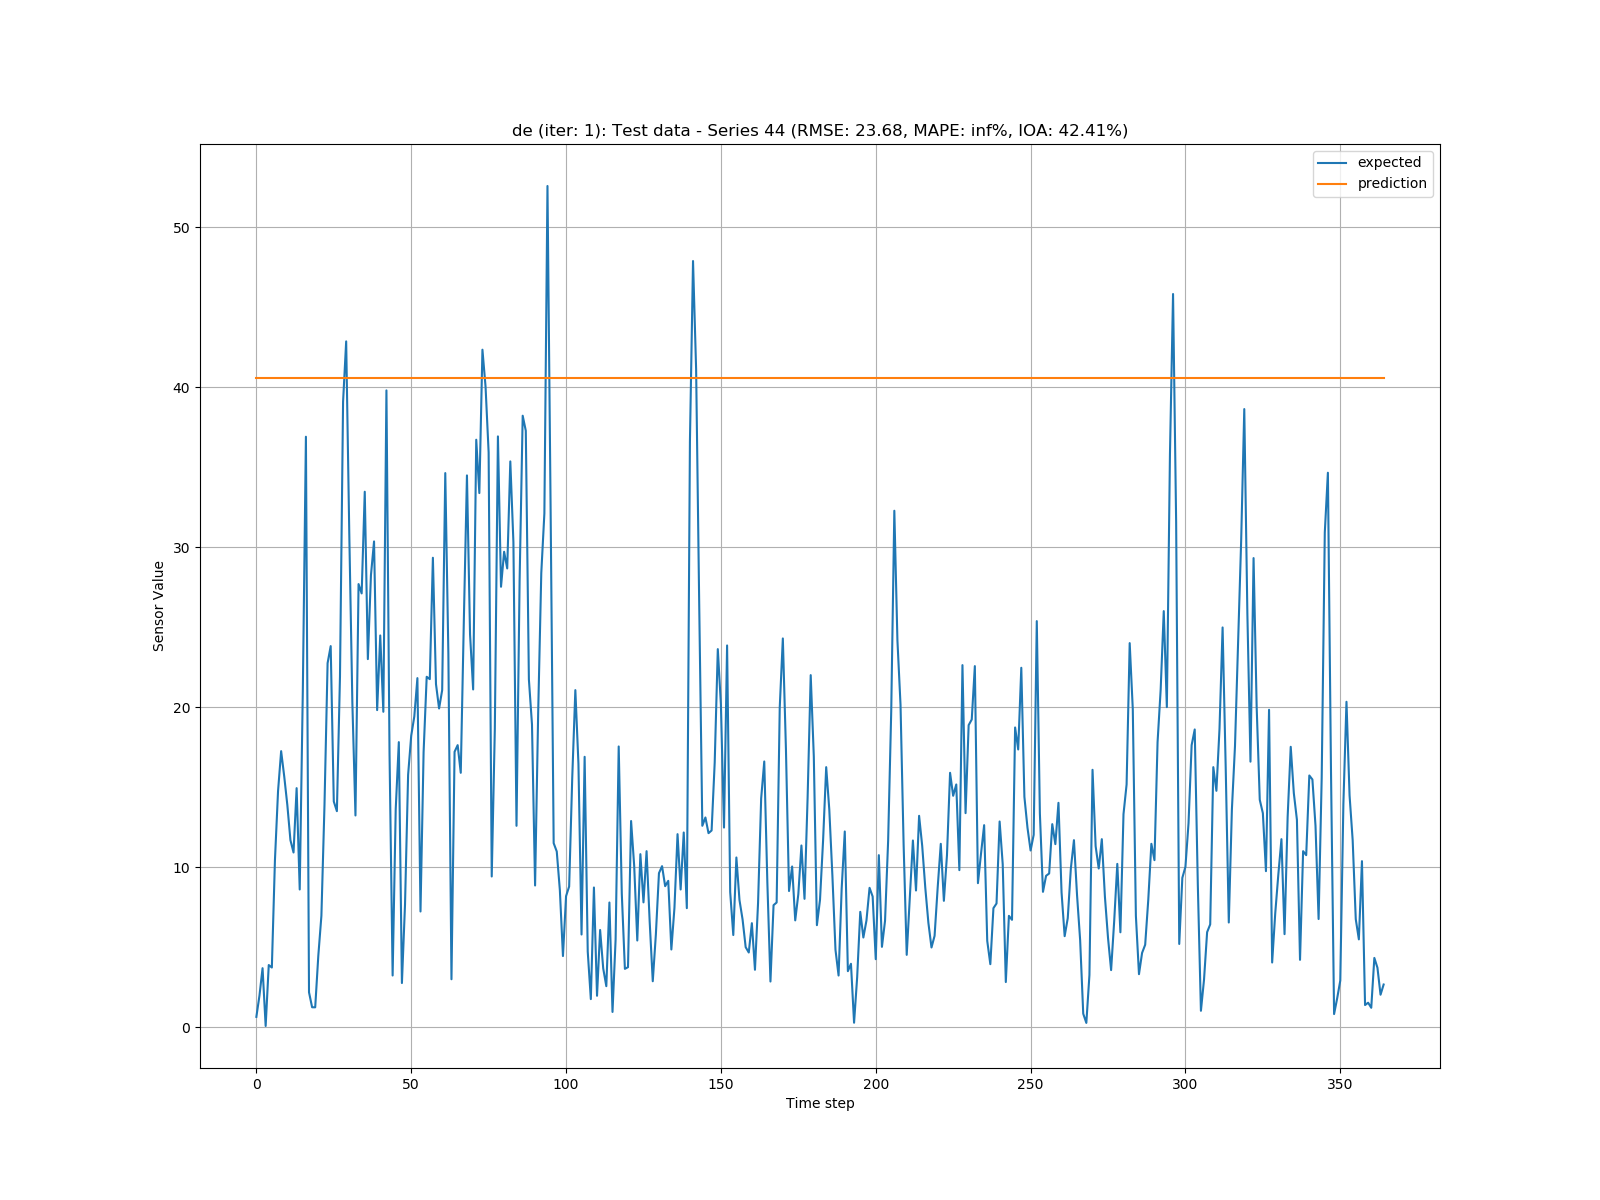 de (iter: 1): Test data - Series 44 (RMSE: 23.68, MAPE: inf%, IOA: 42.41%)
expected
prediction
50
40
30
20
10
0
Sensor Value
0 50 100 150 200 250 300 350
Time step